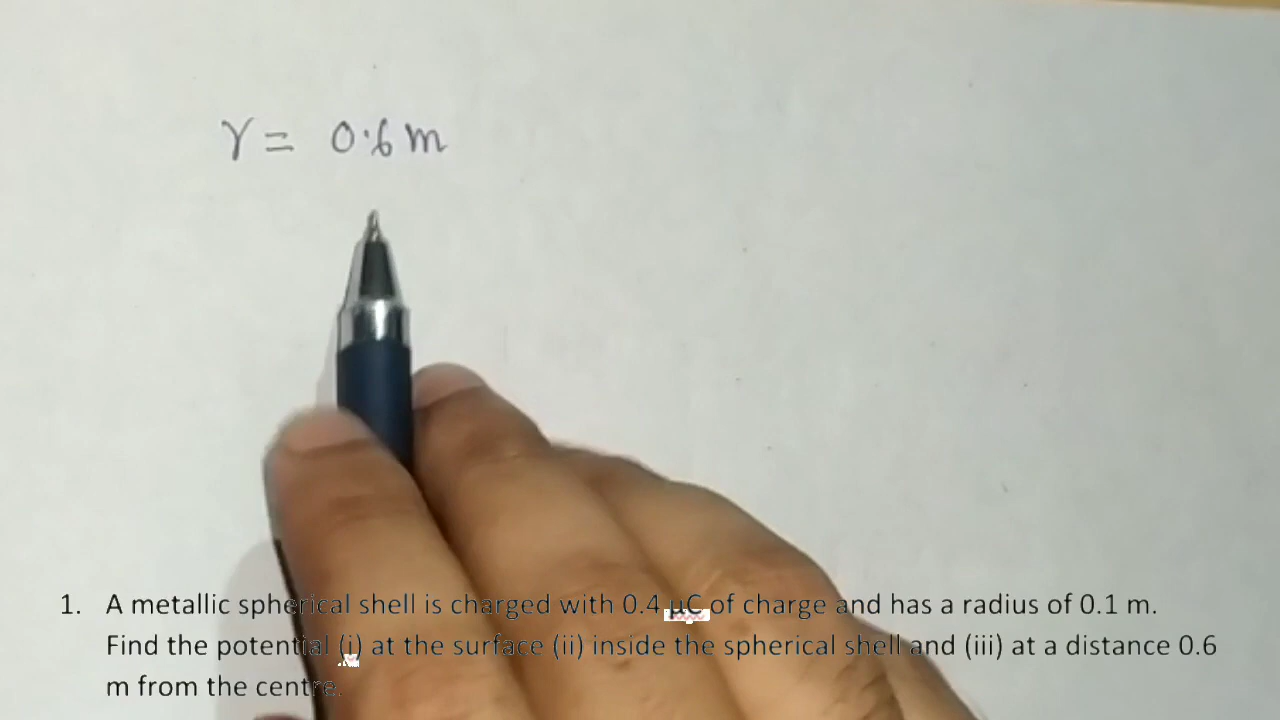 r = 0.6 m
1. A metallic spherical shell is charged with 0.4 μC of charge and has a radius of 0.1 m.
Find the potential (i) at the surface (ii) inside the spherical shell and (iii) at a distance 0.6
m from the centre.